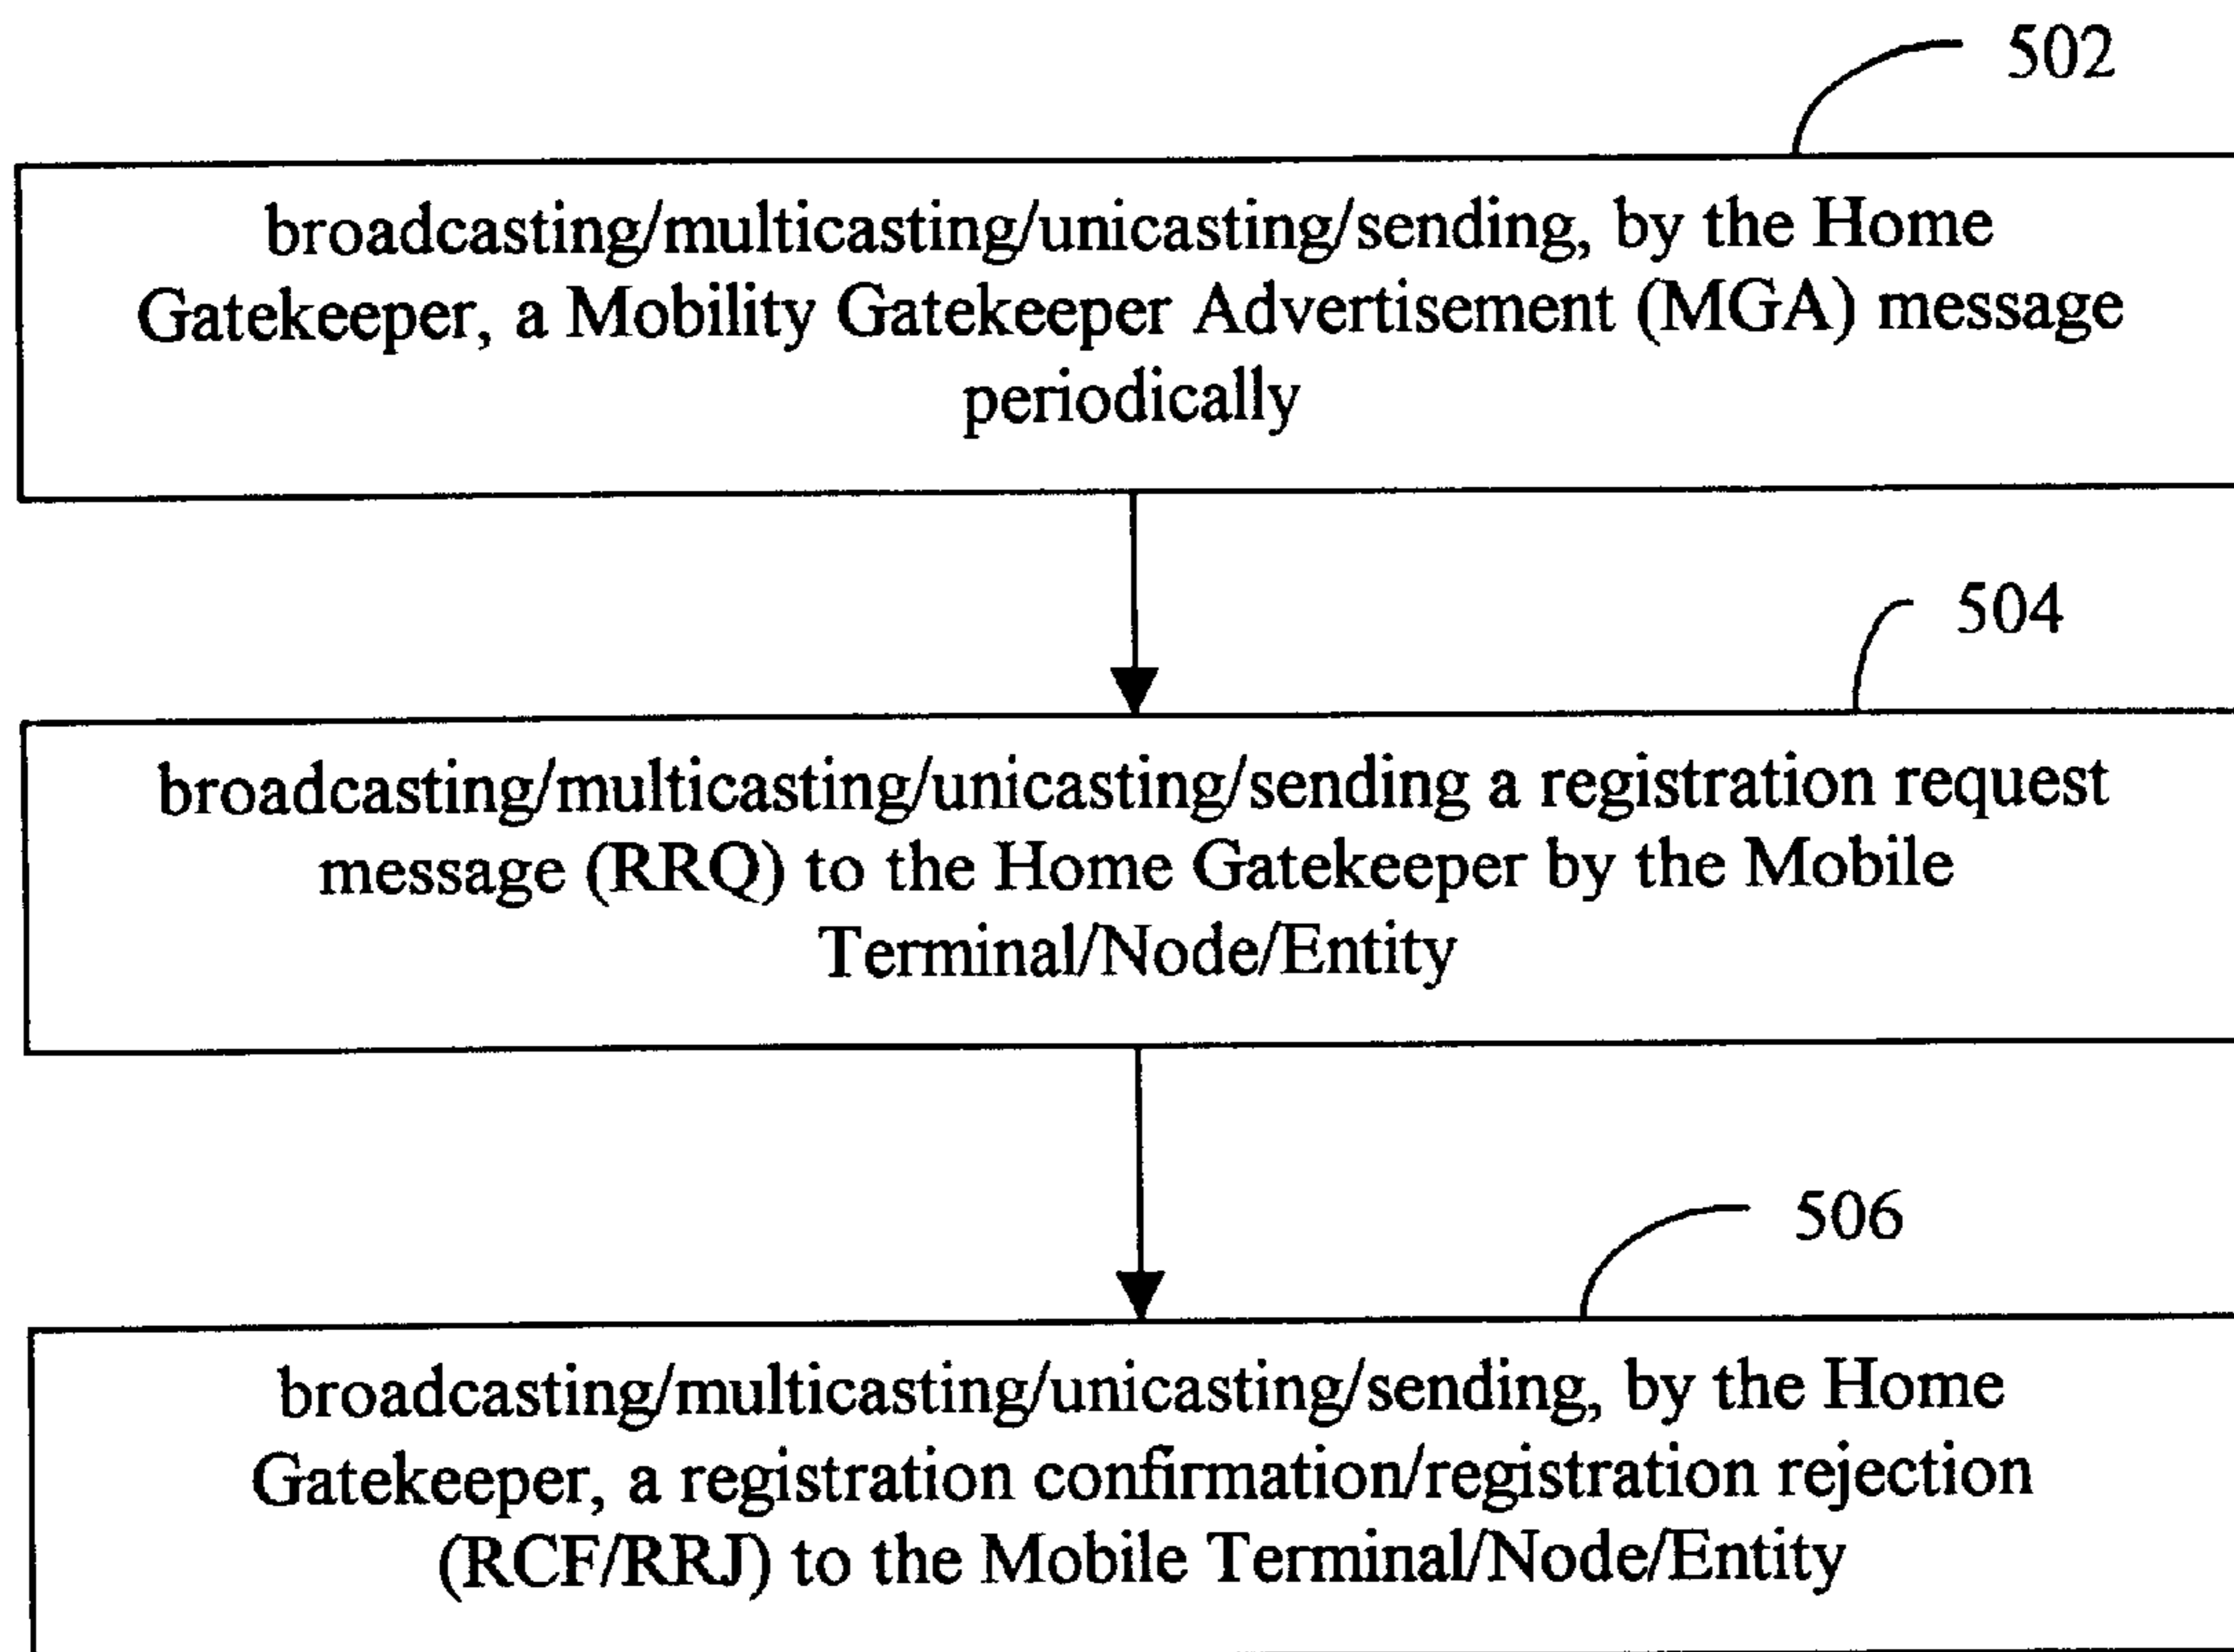 502
broadcasting/multicasting/unicasting/sending, by the Home
Gatekeeper, a Mobility Gatekeeper Advertisement (MGA) message
periodically
504
broadcasting/multicasting/unicasting/sending a registration request
message (RRQ) to the Home Gatekeeper by the Mobile
Terminal/Node/Entity
506
broadcasting/multicasting/unicasting/sending, by the Home
Gatekeeper, a registration confirmation/registration rejection
(RCF/RRJ) to the Mobile Terminal/Node/Entity